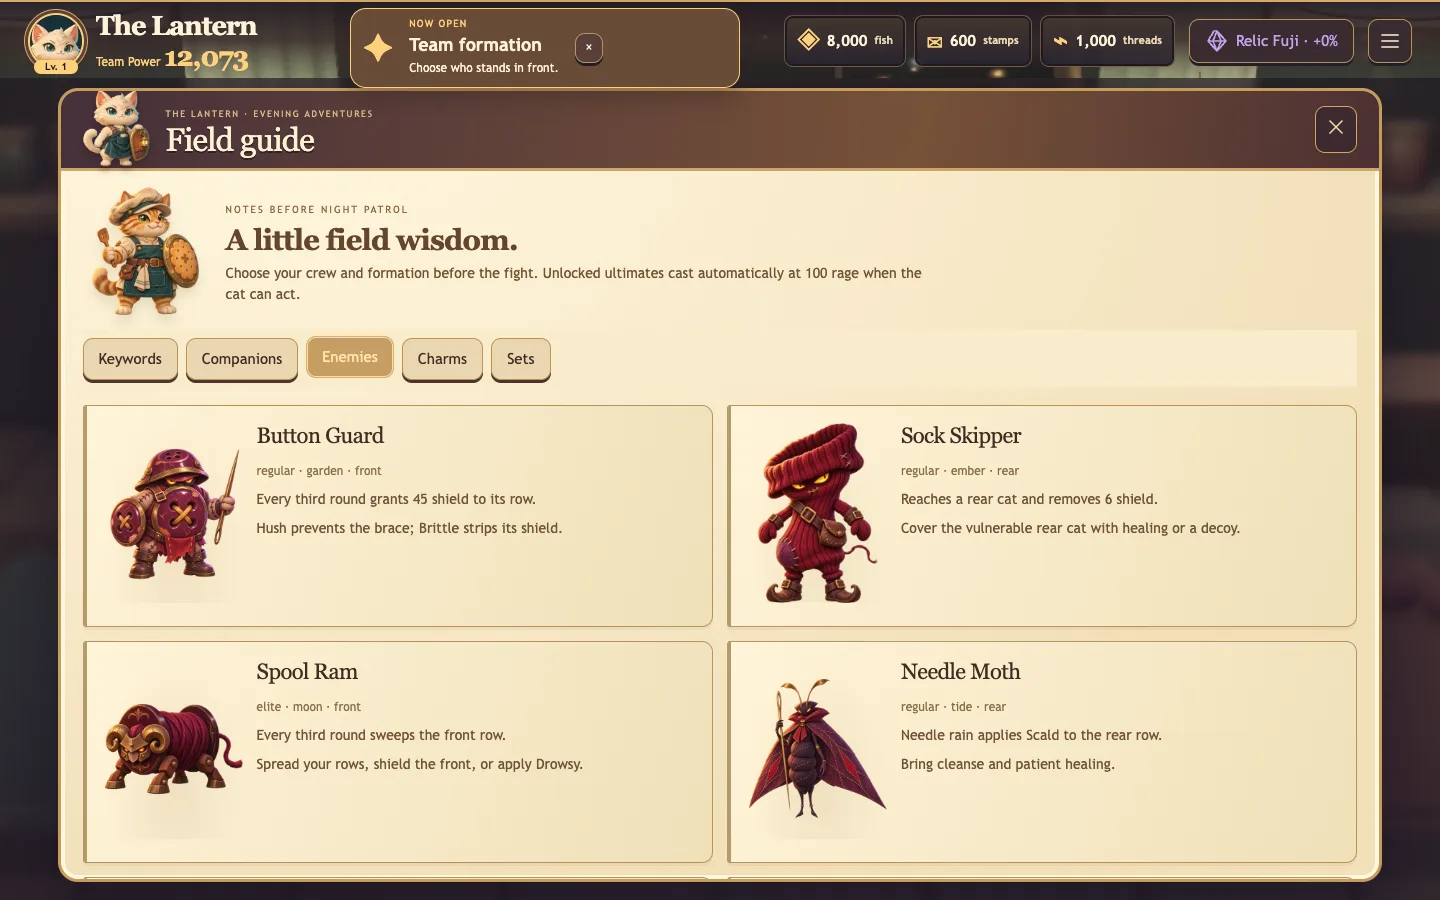 The Lantern
Team Power 12,073
Lv. 1
NOW OPEN
Team formation
Choose who stands in front.
×
8,000 fish
600 stamps
1,000 threads
Relic Fuji · +0%
THE LANTERN · EVENING ADVENTURES
Field guide
NOTES BEFORE NIGHT PATROL
A little field wisdom.
Choose your crew and formation before the fight. Unlocked ultimates cast automatically at 100 rage when the
cat can act.
Keywords
Companions
Enemies
Charms
Sets
Button Guard
regular · garden · front
Every third round grants 45 shield to its row.
Hush prevents the brace; Brittle strips its shield.
Sock Skipper
regular · ember · rear
Reaches a rear cat and removes 6 shield.
Cover the vulnerable rear cat with healing or a decoy.
Spool Ram
elite · moon · front
Every third round sweeps the front row.
Spread your rows, shield the front, or apply Drowsy.
Needle Moth
regular · tide · rear
Needle rain applies Scald to the rear row.
Bring cleanse and patient healing.